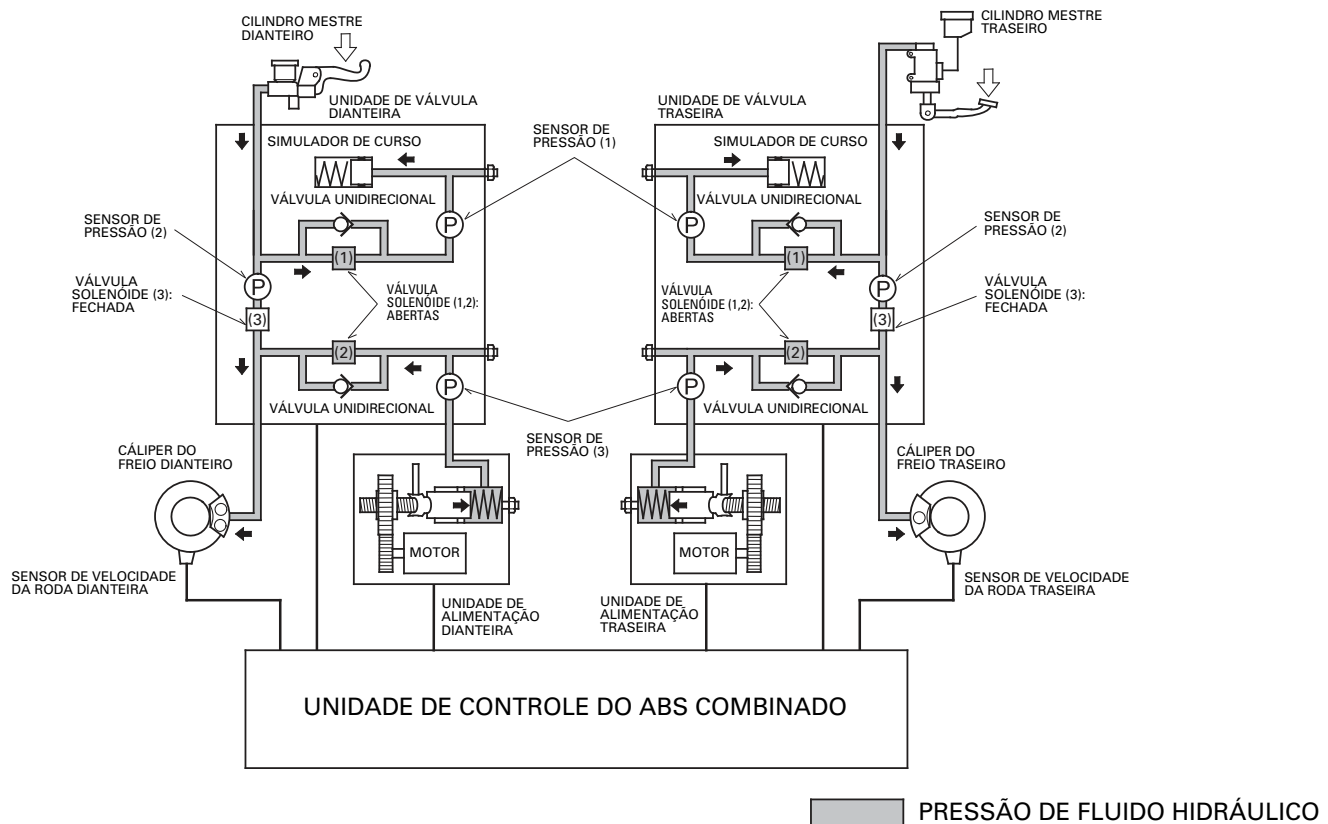 CILINDRO MESTRE
DIANTEIRO
CILINDRO MESTRE
TRASEIRO
UNIDADE DE VÁLVULA
DIANTEIRA
UNIDADE DE VÁLVULA
TRASEIRA
SENSOR DE
PRESSÃO (1)
SIMULADOR DE CURSO
SIMULADOR DE CURSO
VÁLVULA UNIDIRECIONAL
VÁLVULA UNIDIRECIONAL
P
P
SENSOR DE
PRESSÃO (2)
SENSOR DE
PRESSÃO (2)
(1)
(1)
P
P
VÁLVULA
SOLENÓIDE (3):
FECHADA
VÁLVULA
SOLENÓIDE (1,2):
ABERTAS
VÁLVULA
SOLENÓIDE (1,2):
ABERTAS
VÁLVULA
SOLENÓIDE (3):
FECHADA
(3)
(3)
(2)
(2)
P
P
VÁLVULA UNIDIRECIONAL
VÁLVULA UNIDIRECIONAL
SENSOR DE
PRESSÃO (3)
CÁLIPER DO
FREIO DIANTEIRO
CÁLIPER DO
FREIO TRASEIRO
MOTOR
MOTOR
SENSOR DE VELOCIDADE
DA RODA DIANTEIRA
SENSOR DE VELOCIDADE
DA RODA TRASEIRA
UNIDADE DE
ALIMENTAÇÃO
DIANTEIRA
UNIDADE DE
ALIMENTAÇÃO
TRASEIRA
UNIDADE DE CONTROLE DO ABS COMBINADO
PRESSÃO DE FLUIDO HIDRÁULICO